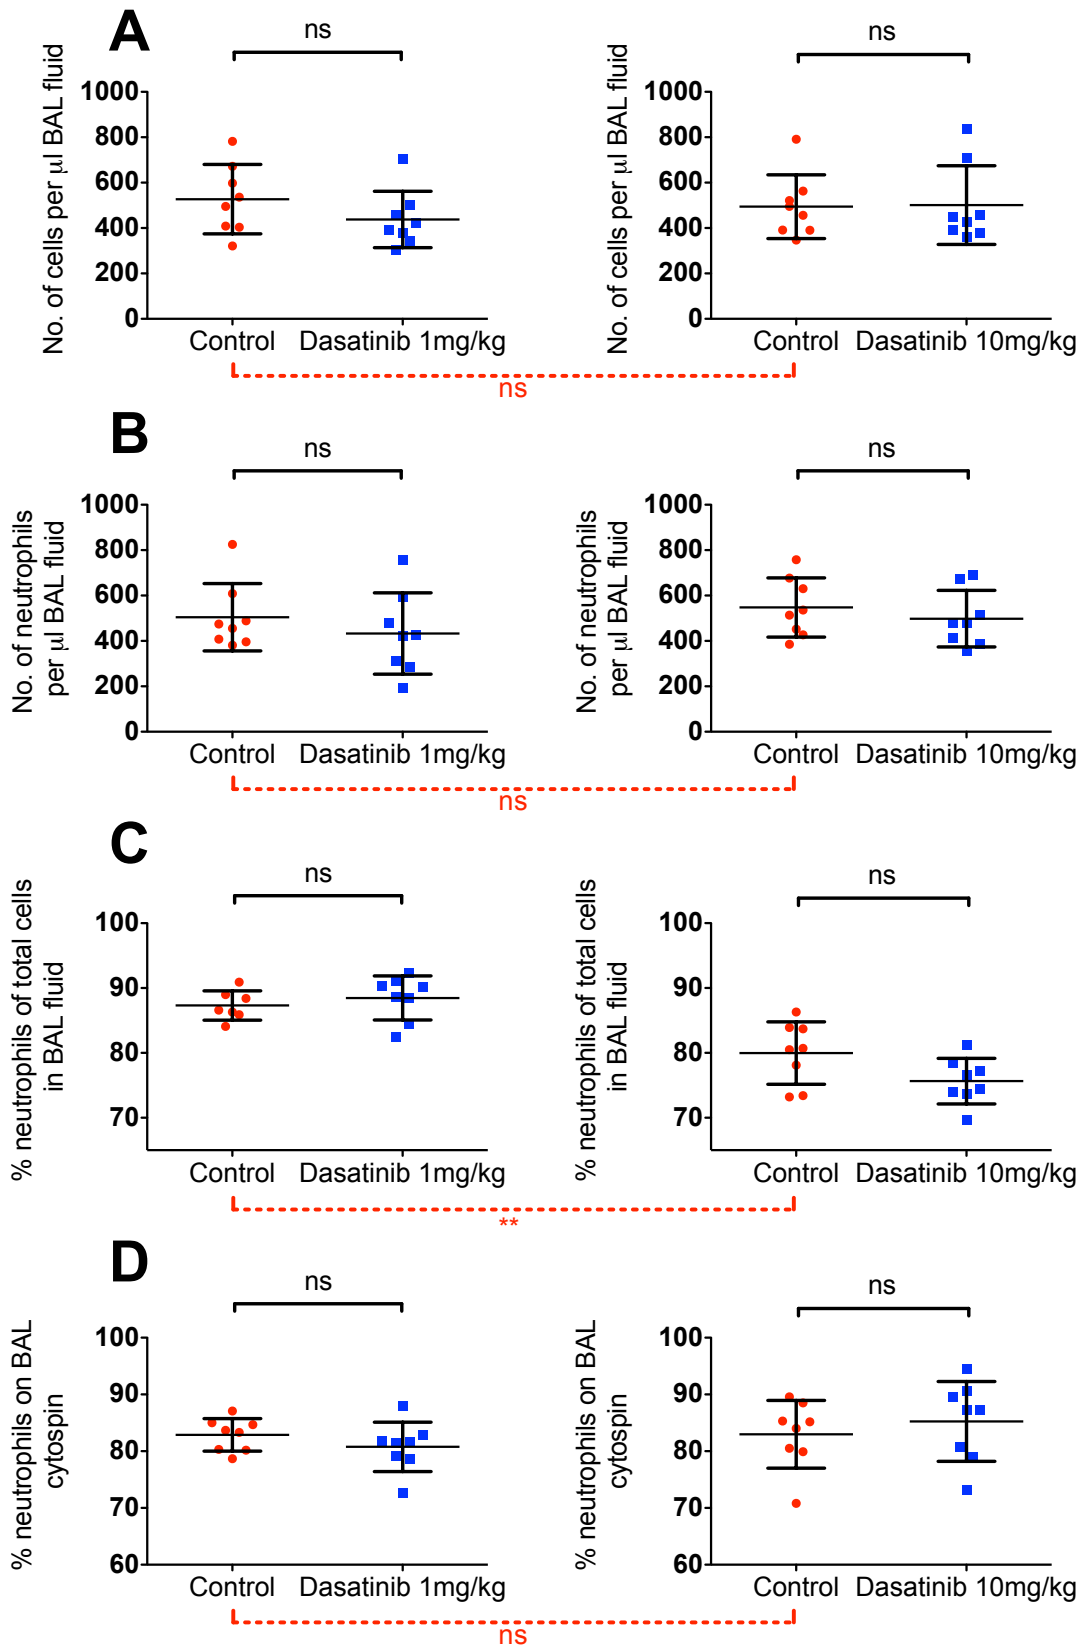 A
ns
ns
No. of cells per μl BAL fluid
1000
800
600
400
200
0
Control
Dasatinib 1mg/kg
No. of cells per μl BAL fluid
1000
800
600
400
200
0
Control
Dasatinib 10mg/kg
ns
B
ns
ns
No. of neutrophils
per μl BAL fluid
1000
800
600
400
200
0
Control
Dasatinib 1mg/kg
No. of neutrophils
per μl BAL fluid
1000
800
600
400
200
0
Control
Dasatinib 10mg/kg
ns
C
ns
ns
% neutrophils of total cells
in BAL fluid
100
90
80
70
Control
Dasatinib 1mg/kg
% neutrophils of total cells
in BAL fluid
100
90
80
70
Control
Dasatinib 10mg/kg
**
D
ns
ns
% neutrophils on BAL
cytospin
100
90
80
70
60
Control
Dasatinib 1mg/kg
% neutrophils on BAL
cytospin
100
90
80
70
60
Control
Dasatinib 10mg/kg
ns